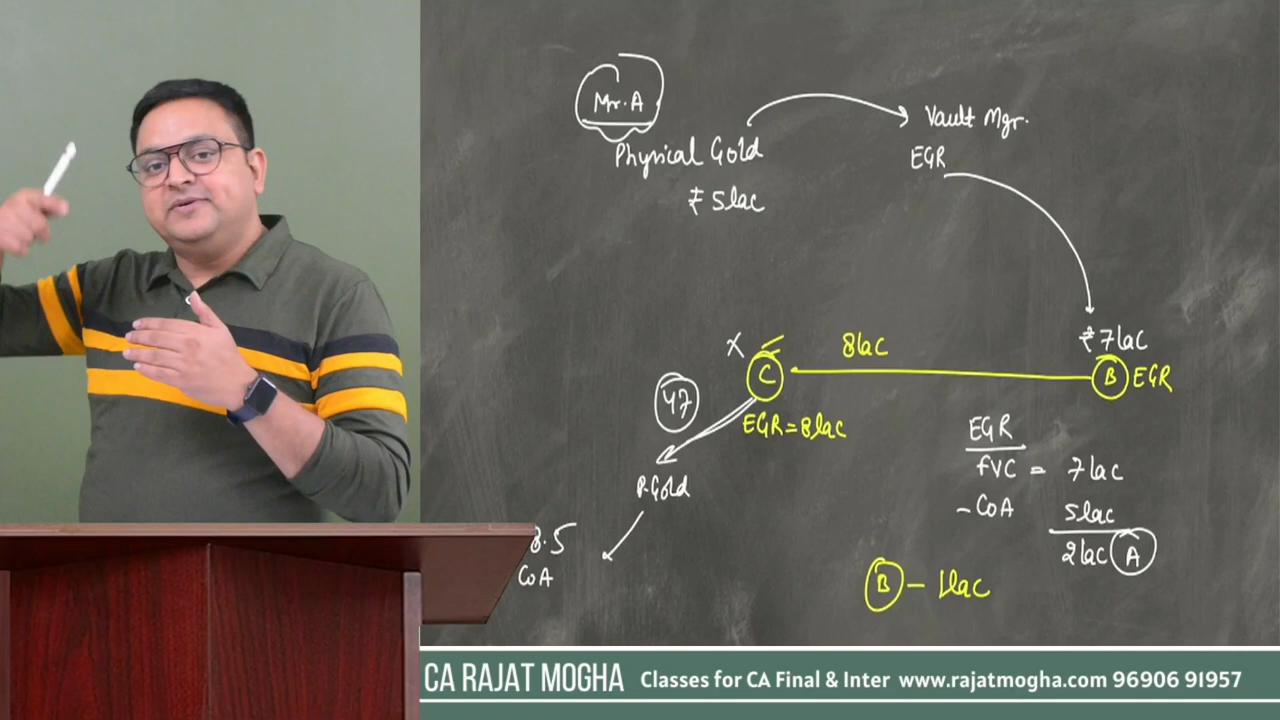 Mr. A
Physical Gold
₹ 5lac
Vault Mgr.
EGR
₹7lac
B EGR
8lac
X C
EGR = 8lac
47
P. Gold
8.5
CoA
EGR
FVC = 7lac
- CoA 5lac
2lac A
B - 1lac
CA RAJAT MOGHA Classes for CA Final & Inter www.rajatmogha.com 96906 91957